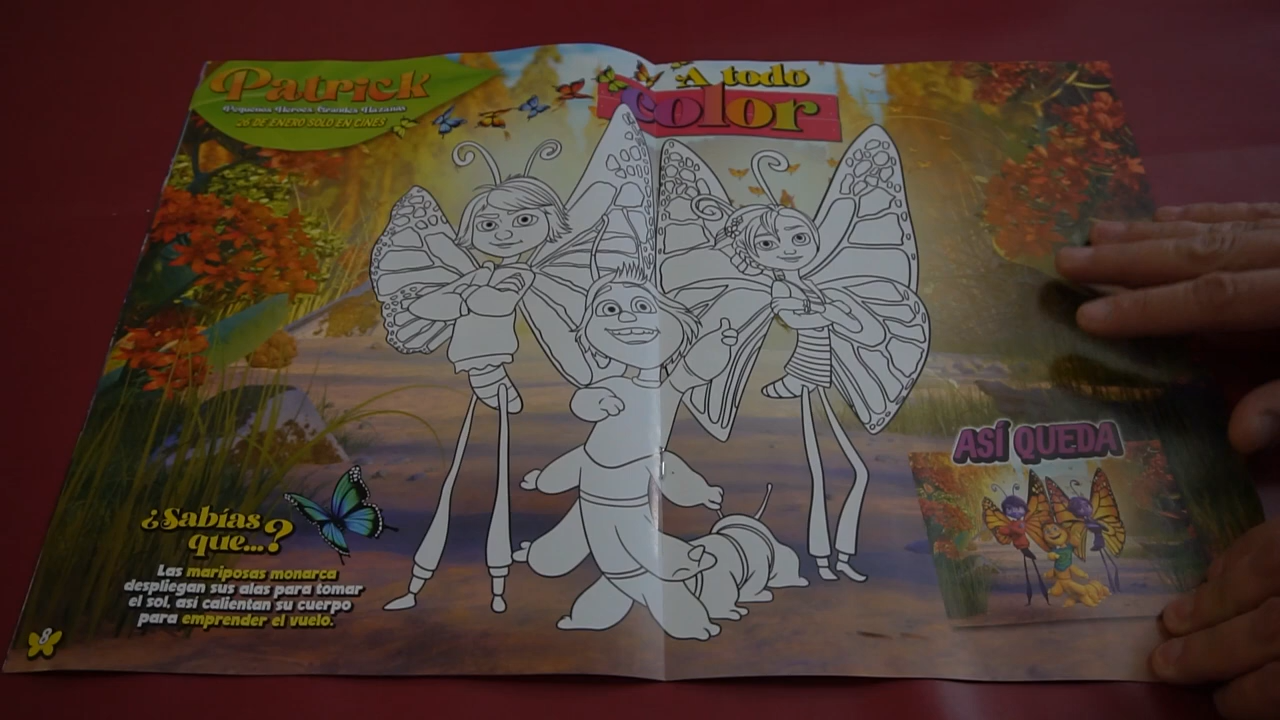 Patrick
Pequeños Héroes Grandes Hazañas
26 DE ENERO SOLO EN CINES
A todo
color
ASÍ QUEDA
¿Sabías
que...?
Las mariposas monarca
despliegan sus alas para tomar
el sol, así calientan su cuerpo
para emprender el vuelo.
8